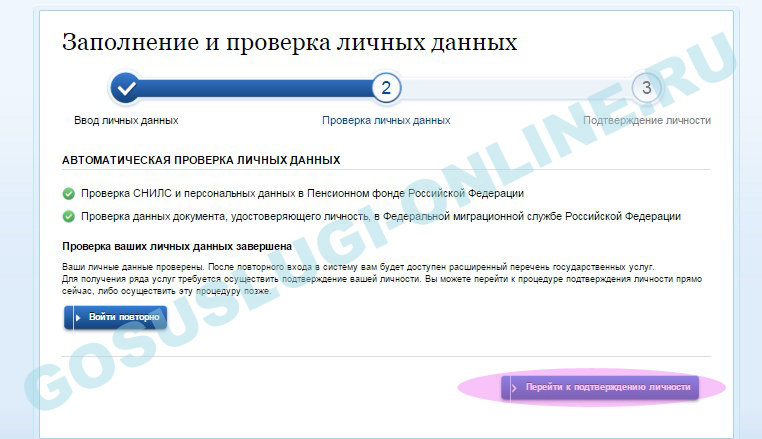 Заполнение и проверка личных данных
2
3
Ввод личных данных
Проверка личных данных
Подтверждение личности
АВТОМАТИЧЕСКАЯ ПРОВЕРКА ЛИЧНЫХ ДАННЫХ
Проверка СНИЛС и персональных данных в Пенсионном фонде Российской Федерации
Проверка данных документа, удостоверяющего личность, в Федеральной миграционной службе Российской Федерации
Проверка ваших личных данных завершена
Ваши личные данные проверены. После повторного входа в систему вам будет доступен расширенный перечень государственных услуг.
Для получения ряда услуг требуется осуществить подтверждение вашей личности. Вы можете перейти к процедуре подтверждения личности прямо
сейчас, либо осуществить эту процедуру позже.
Войти повторно
Перейти к подтверждению личности
GOSUSLUGI-ONLINE.RU